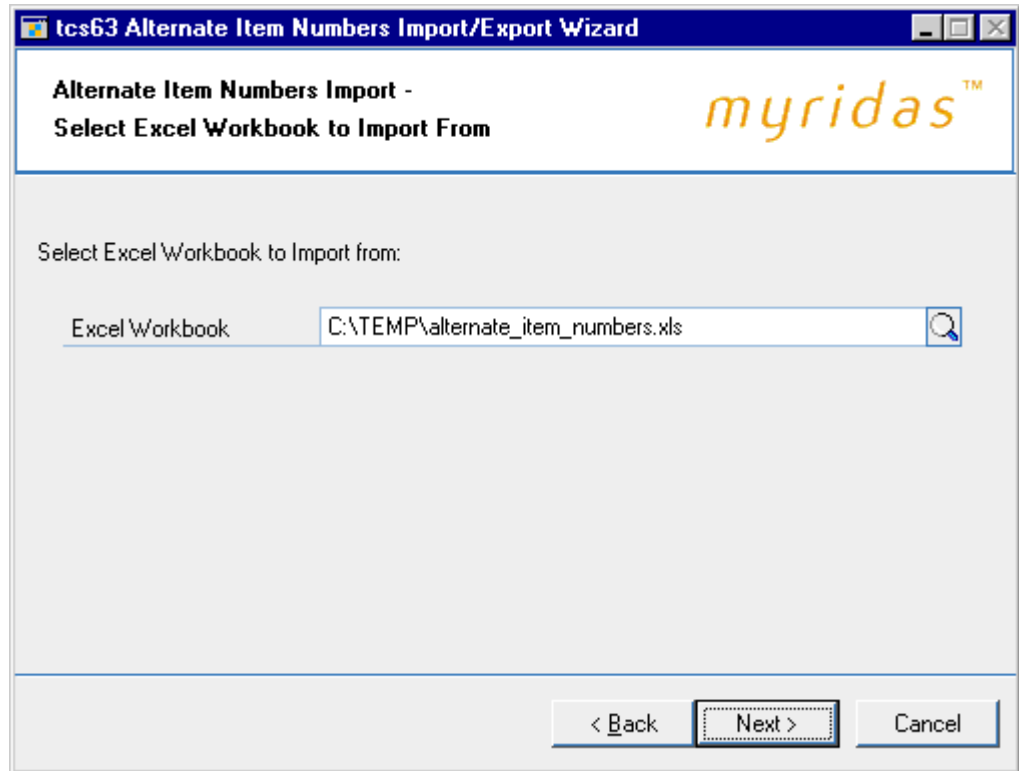 tcs63 Alternate Item Numbers Import/Export Wizard
Alternate Item Numbers Import -
Select Excel Workbook to Import From
myridas™
Select Excel Workbook to Import from:
Excel Workbook C:\TEMP\alternate_item_numbers.xls
< Back Next > Cancel